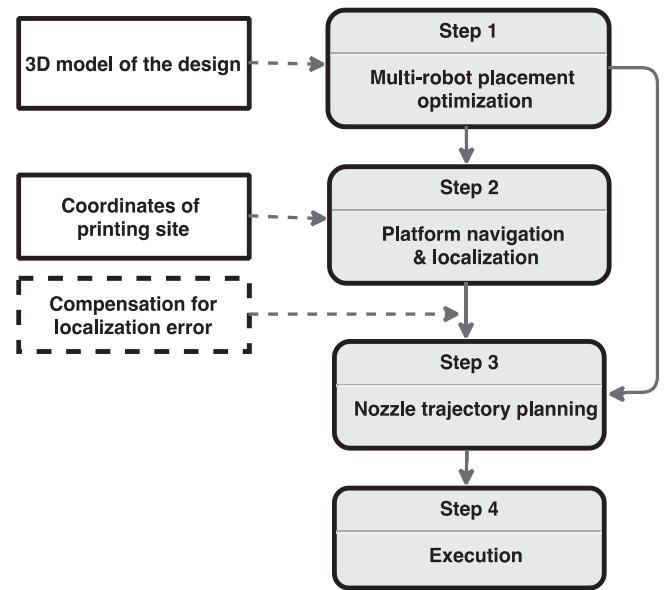 Step 1
3D model of the design
Multi-robot placement
optimization
Step 2
Coordinates of
printing site
Platform navigation
& localization
Compensation for
localization error
Step 3
Nozzle trajectory planning
Step 4
Execution